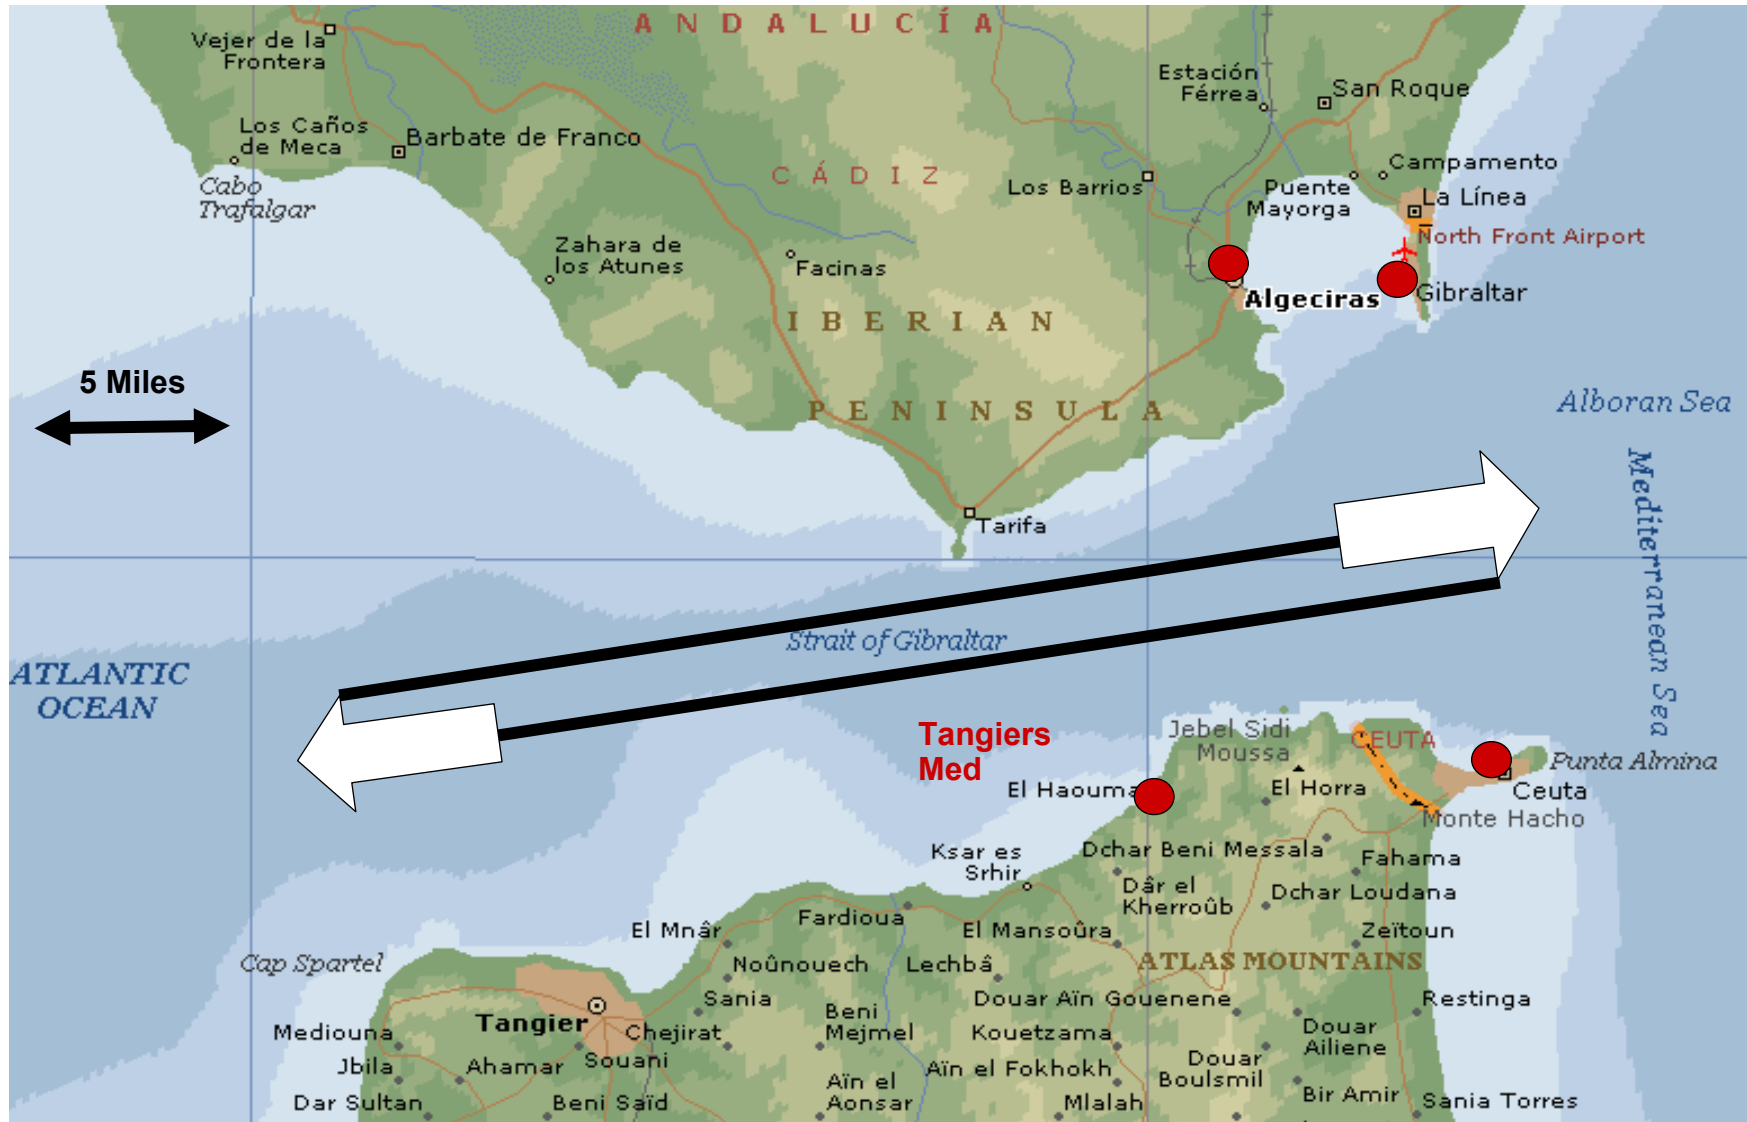 ANDALUCÍA
Vejer de la
Frontera
Estación
Férrea
San Roque
Los Caños
de Meca
Barbate de Franco
Campamento
CÁDIZ
Los Barrios
Puente
Mayorga
La Línea
Cabo
Trafalgar
North Front Airport
Zahara de
los Atunes
Facinas
Algeciras
Gibraltar
IBERIAN
5 Miles
PENINSULA
Alboran Sea
Mediterranean Sea
Tarifa
Strait of Gibraltar
ATLANTIC
OCEAN
Tangiers
Med
Jebel Sidi
Moussa
CEUTA
Punta Almina
El Haouma
El Horra
Ceuta
Monte Hacho
Ksar es
Srhir
Dchar Beni Messala
Fahama
Dâr el
Kherroûb
Dchar Loudana
Fardioua
El Mnâr
El Mansoûra
Zeïtoun
Cap Spartel
Noûnouech
Lechbâ
ATLAS MOUNTAINS
Sania
Douar Aïn Gouenene
Restinga
Tangier
Beni
Mejmel
Mediouna
Chejirat
Kouetzama
Douar
Ailiene
Jbila
Ahamar
Souani
Aïn el Fokhokh
Douar
Boulsmil
Aïn el
Aonsar
Bir Amir
Dar Sultan
Beni Saïd
Mlalah
Sania Torres